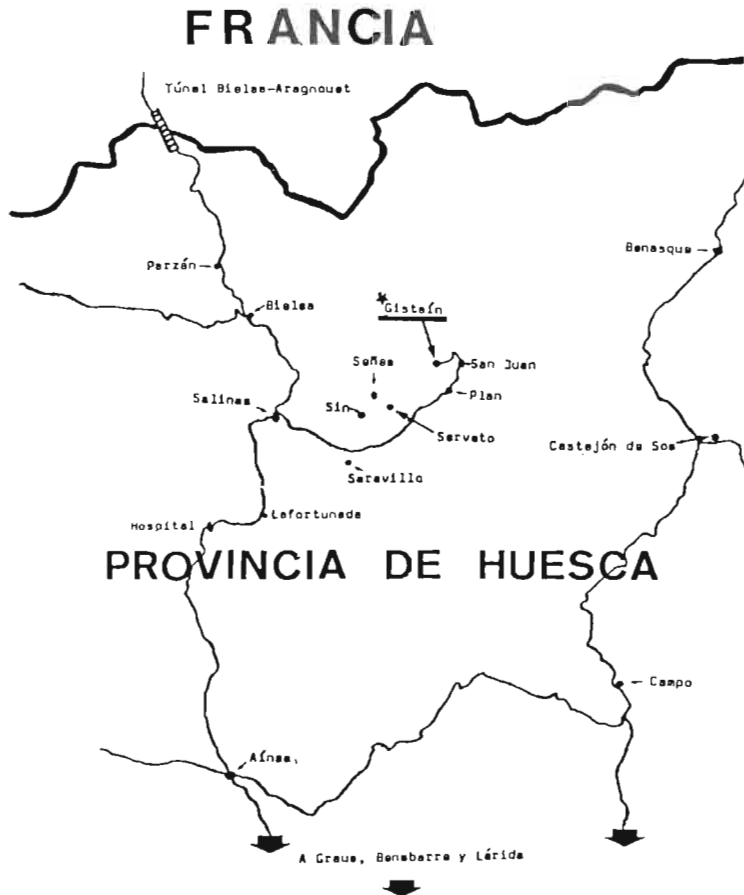 FRANCIA
Túnel Bielsa-Aragnouet
Benasque
Parzán
Bielsa
Gistaín
Señes
San Juan
Plan
Salinas
Sin
Serveto
Castejón de Sos
Saravillo
Lafortunada
Hospital
PROVINCIA DE HUESCA
Campo
Aínsa
A Graus, Benabarre y Lérida